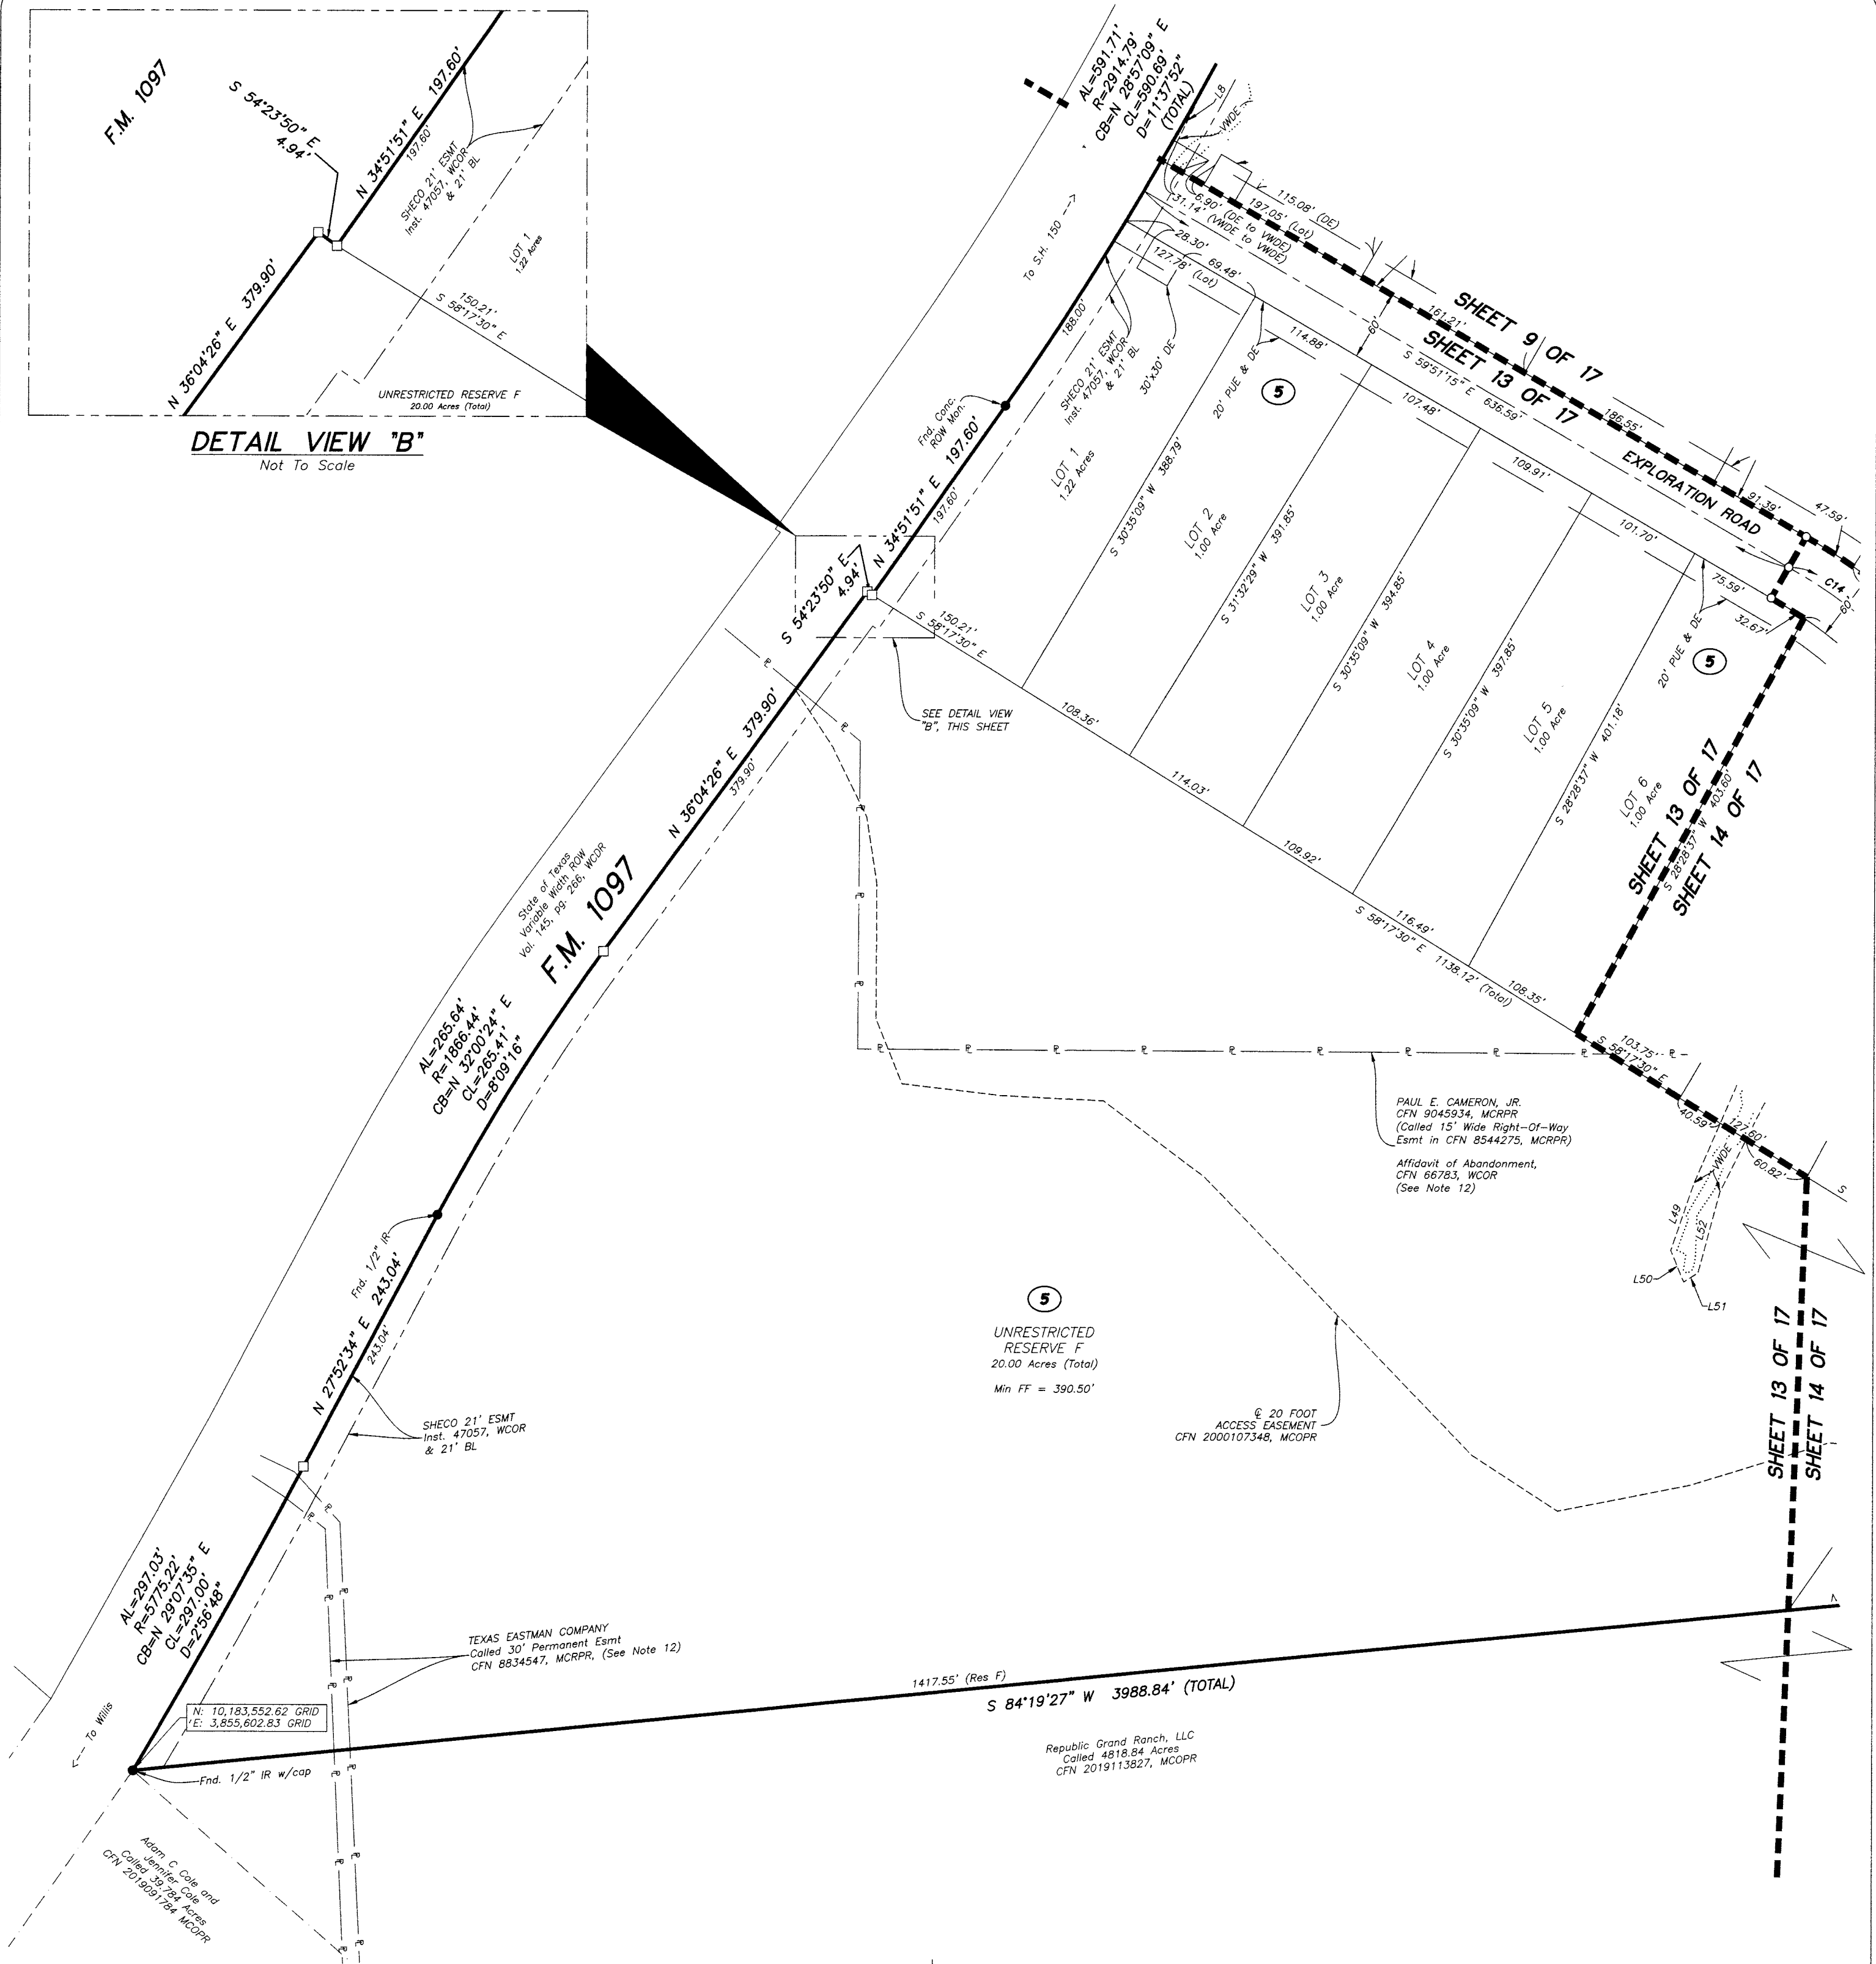 F.M. 1097
S 54°23'50" E
4.94'
N 34°51'51" E 197.60'
197.60'
SHECO 21' ESMT
Inst. 47057, WCOR
& 21' BL
LOT 1
1.22 Acres
N 36°04'26" E 379.90'
150.21'
S 58°17'30" E
UNRESTRICTED RESERVE F
20.00 Acres (Total)
DETAIL VIEW "B"
Not To Scale
AL=591.71'
R=2914.79'
CB=N 28°57'09" E
CL=590.69'
D=11°37'52"
(TOTAL)
L8
VWDE
To S.H. 150
115.08' (DE)
197.05' (Lot)
6.90' (DE to VWDE)
31.14' (VWDE to VWDE)
28.30'
69.48'
127.78' (Lot)
188.00'
SHECO 21' ESMT
Inst. 47057, WCOR
& 21' BL
30'x30' DE
114.88'
20' PUE & DE
60'
5
SHEET 9 OF 17
161.21'
SHEET 13 OF 17
S 59°51'15" E 636.59'
186.55'
107.48'
109.91'
EXPLORATION ROAD
91.39'
47.59'
101.70'
C14
75.59'
60'
32.67'
20' PUE & DE
5
Fnd. Conc.
ROW Mon.
N 34°51'51" E 197.60'
197.60'
LOT 1
1.22 Acres
S 30°35'09" W 388.79'
LOT 2
1.00 Acre
S 31°32'29" W 391.85'
LOT 3
1.00 Acre
S 30°35'09" W 394.85'
LOT 4
1.00 Acre
S 30°35'09" W 397.85'
LOT 5
1.00 Acre
S 28°28'37" W 401.18'
LOT 6
1.00 Acre
SHEET 13 OF 17
S 28°28'37" W 403.60'
SHEET 14 OF 17
S 54°23'50" E
4.94'
150.21'
S 58°17'30" E
SEE DETAIL VIEW
"B", THIS SHEET
108.36'
114.03'
109.92'
116.49'
S 58°17'30" E 1138.12' (Total)
108.35'
103.75'
S 58°17'30" E
N 36°04'26" E 379.90'
379.90'
State of Texas
Variable Width ROW
Vol. 145, pg. 266, WCDR
F.M. 1097
AL=265.64'
R=1866.44'
CB=N 32°00'24" E
CL=265.41'
D=8°09'16"
PAUL E. CAMERON, JR.
CFN 9045934, MCRPR
(Called 15' Wide Right-Of-Way
Esmt in CFN 8544275, MCRPR)
Affidavit of Abandonment,
CFN 66783, WCOR
(See Note 12)
40.59'
127.60'
60.82'
VWDE
S
L49
L52
L50
L51
Fnd. 1/2" IR
N 27°52'34" E 243.04'
243.04'
SHECO 21' ESMT
Inst. 47057, WCOR
& 21' BL
5
UNRESTRICTED
RESERVE F
20.00 Acres (Total)
Min FF = 390.50'
℄ 20 FOOT
ACCESS EASEMENT
CFN 2000107348, MCOPR
SHEET 13 OF 17
SHEET 14 OF 17
AL=297.03'
R=5775.22'
CB=N 29°07'35" E
CL=297.00'
D=2°56'48"
TEXAS EASTMAN COMPANY
Called 30' Permanent Esmt
CFN 8834547, MCRPR, (See Note 12)
1417.55' (Res F)
S 84°19'27" W 3988.84' (TOTAL)
To Willis
N: 10,183,552.62 GRID
E: 3,855,602.83 GRID
Fnd. 1/2" IR w/cap
Republic Grand Ranch, LLC
Called 4818.84 Acres
CFN 2019113827, MCOPR
Adam C Cole and
Jennifer Cole
Called 39.784 Acres
CFN 2019091784 MCOPR